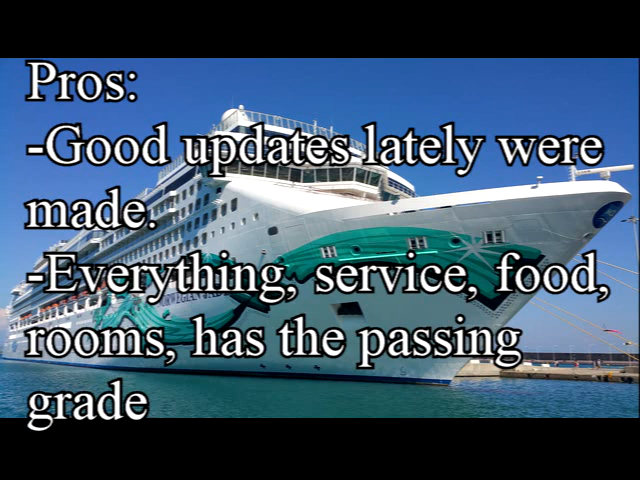 Pros:
-Good updates lately were
made.
-Everything, service, food,
rooms, has the passing
grade